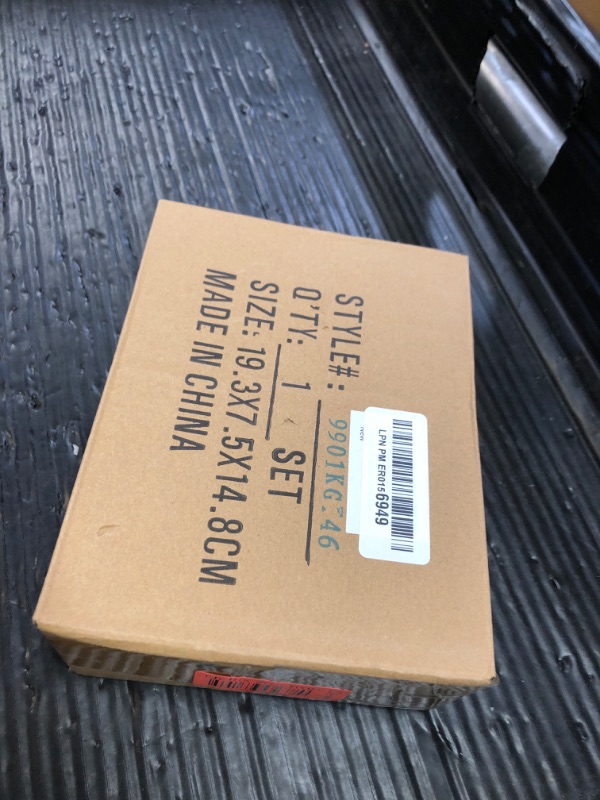 STYLE#: 9901KG-46
Q'TY: 1 SET
SIZE: 19.3X7.5X14.8CM
MADE IN CHINA
LPN PM ER0156949